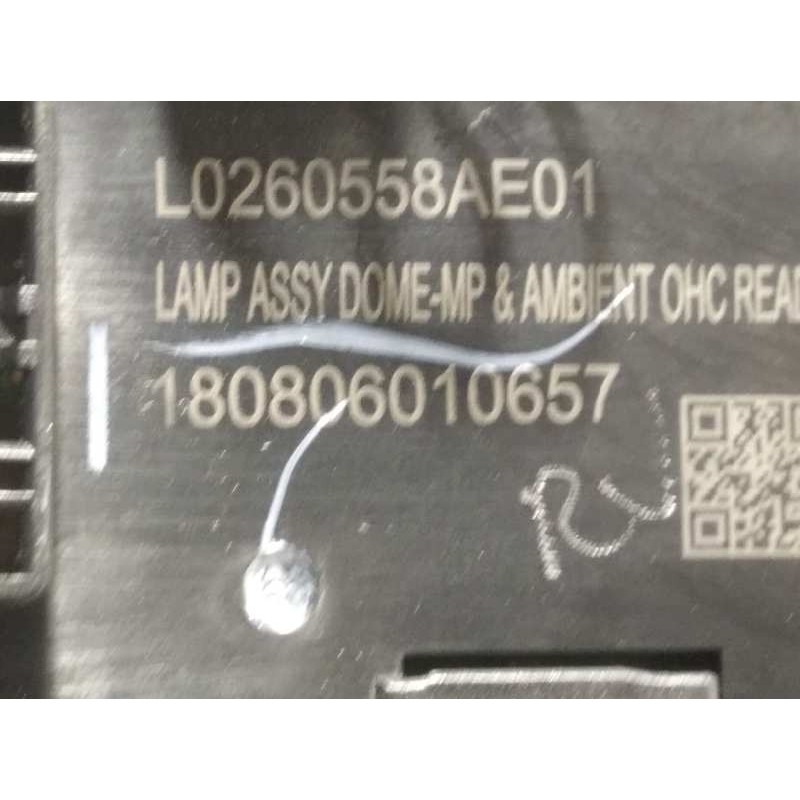 L0260558AE01
LAMP ASSY DOME-MP & AMBIENT OHC READ
180806010657